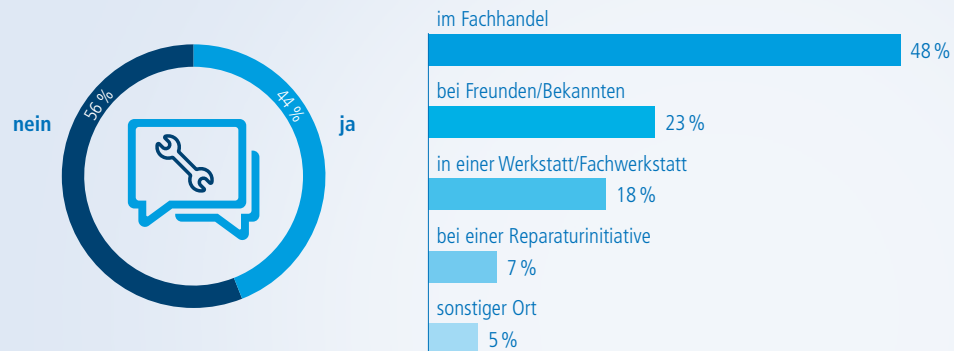 nein
56 %
44 %
ja
im Fachhandel
48 %
bei Freunden/Bekannten
23 %
in einer Werkstatt/Fachwerkstatt
18 %
bei einer Reparaturinitiative
7 %
sonstiger Ort
5 %